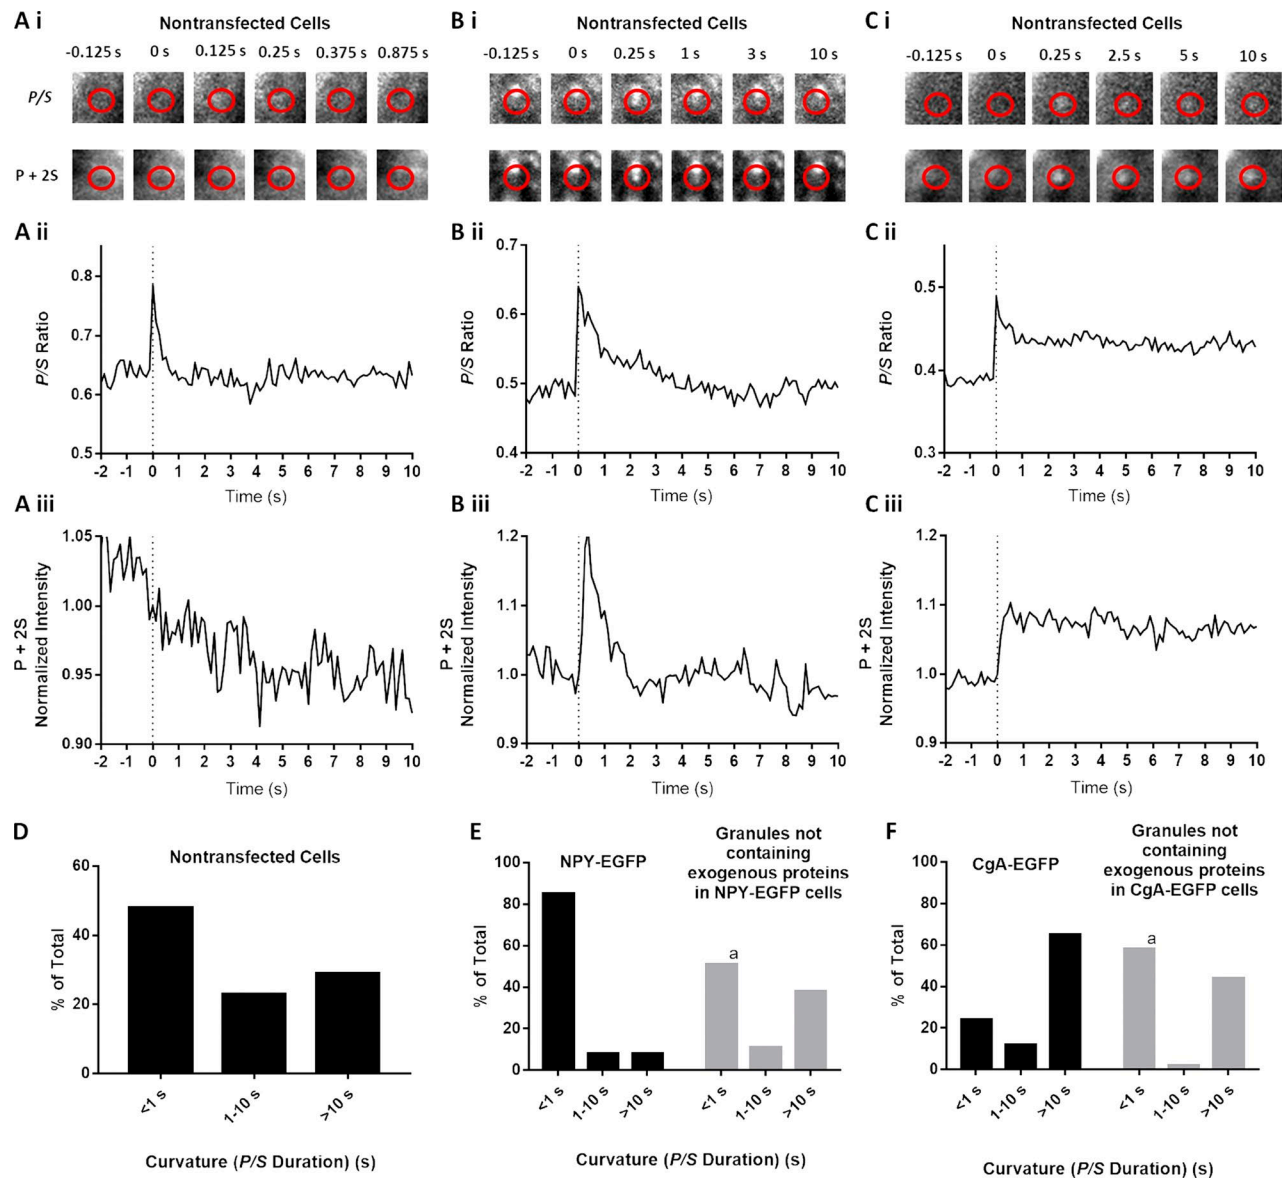 A i
Nontransfected Cells
-0.125 s 0 s 0.125 s 0.25 s 0.375 s 0.875 s
P/S
P + 2S
B i
Nontransfected Cells
-0.125 s 0 s 0.25 s 1 s 3 s 10 s
C i
Nontransfected Cells
-0.125 s 0 s 0.25 s 2.5 s 5 s 10 s
A ii
P/S Ratio
0.8
0.7
0.6
0.5
-2 -1 0 1 2 3 4 5 6 7 8 9 10
Time (s)
B ii
P/S Ratio
0.7
0.6
0.5
0.4
-2 -1 0 1 2 3 4 5 6 7 8 9 10
Time (s)
C ii
P/S Ratio
0.5
0.4
0.3
-2 -1 0 1 2 3 4 5 6 7 8 9 10
Time (s)
A iii
P + 2S
Normalized Intensity
1.05
1.00
0.95
0.90
-2 -1 0 1 2 3 4 5 6 7 8 9 10
Time (s)
B iii
P + 2S
Normalized Intensity
1.2
1.1
1.0
0.9
-2 -1 0 1 2 3 4 5 6 7 8 9 10
Time (s)
C iii
P + 2S
Normalized Intensity
1.2
1.1
1.0
0.9
-2 -1 0 1 2 3 4 5 6 7 8 9 10
Time (s)
D
Nontransfected Cells
% of Total
60
40
20
0
<1 s 1-10 s >10 s
Curvature (P/S Duration) (s)
E
NPY-EGFP
Granules not
containing
exogenous proteins
in NPY-EGFP cells
% of Total
100
80
60
40
20
0
a
<1 s 1-10 s >10 s <1 s 1-10 s >10 s
Curvature (P/S Duration) (s)
F
CgA-EGFP
Granules not
containing
exogenous proteins
in CgA-EGFP cells
% of Total
100
80
60
40
20
0
a
<1 s 1-10 s >10 s <1 s 1-10 s >10 s
Curvature (P/S Duration) (s)